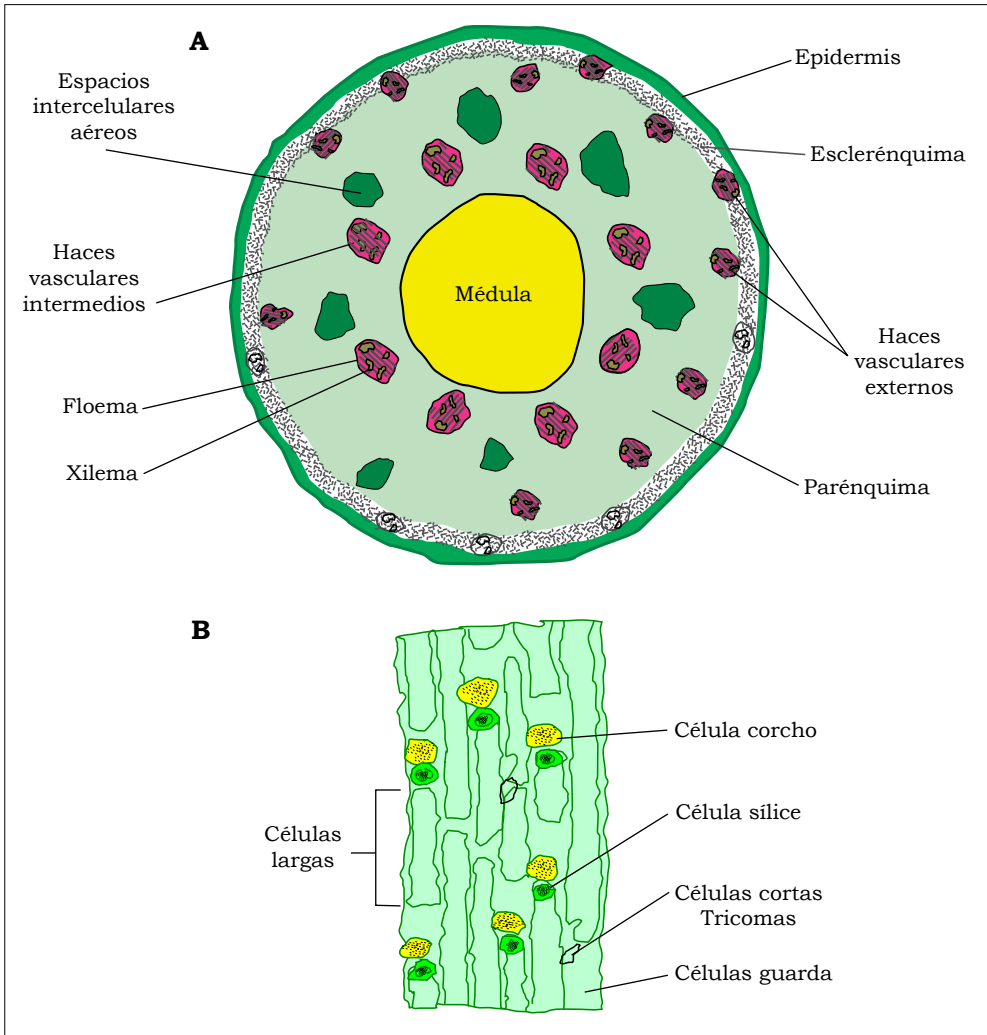 A
Epidermis
Espacios
intercelulares
aéreos
Esclerénquima
Haces
vasculares
intermedios
Médula
Haces
vasculares
externos
Floema
Xilema
Parénquima
B
Célula corcho
Célula sílice
Células
largas
Células cortas
Tricomas
Células guarda